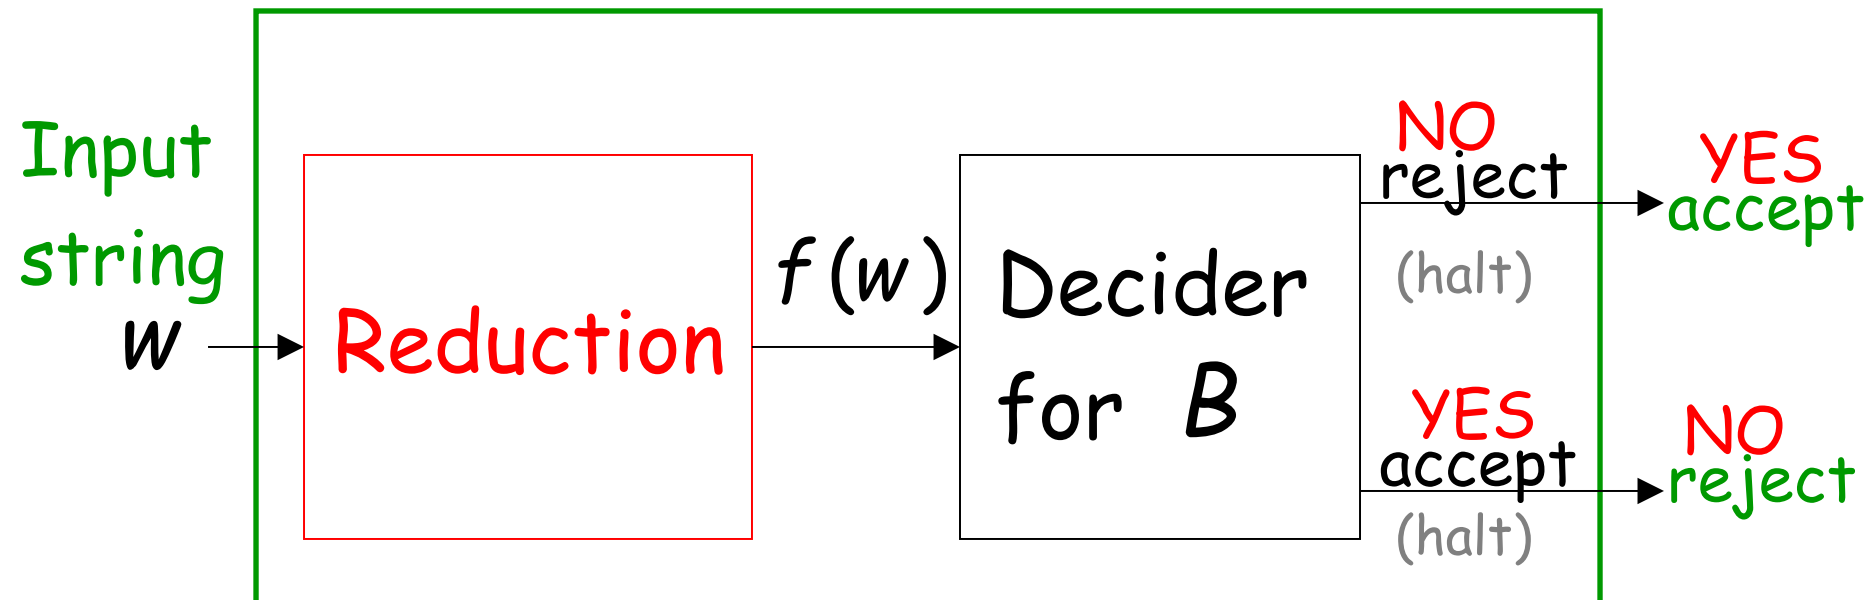 Input
string
w
Reduction
f(w)
Decider
for B
NO
reject
(halt)
YES
accept
(halt)
YES
accept
NO
reject